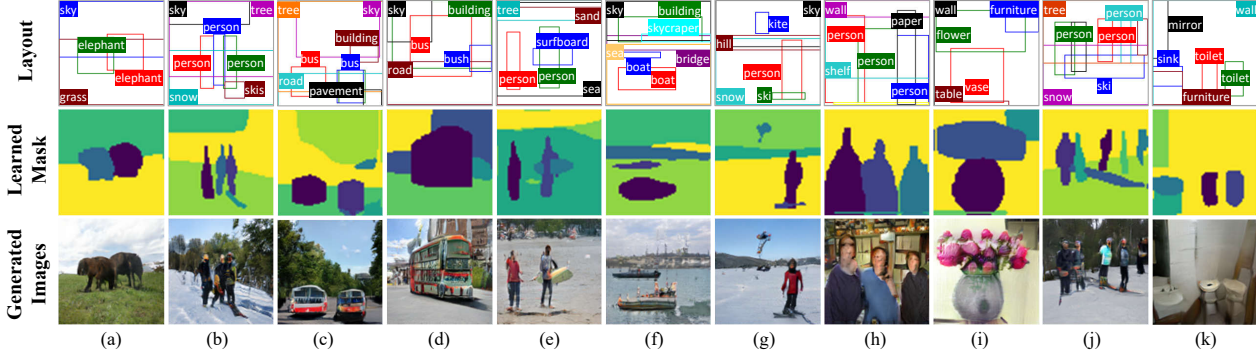 Layout
sky
elephant
elephant
grass
sky tree
person
person person
snow skis
tree sky
building
bus
bus
road
pavement
sky building
bus
bush
road
tree sand
surfboard
person person
sea
sky building
skycraper
sea
bridge
boat
boat
sky
kite
hill
person
snow ski
wall
paper
person
person
shelf
person
wall furniture
flower
vase
table
tree
person
person person
ski
snow
wall
mirror
sink toilet
toilet
furniture
Learned
Mask
Generated
Images
(a) (b) (c) (d) (e) (f) (g) (h) (i) (j) (k)